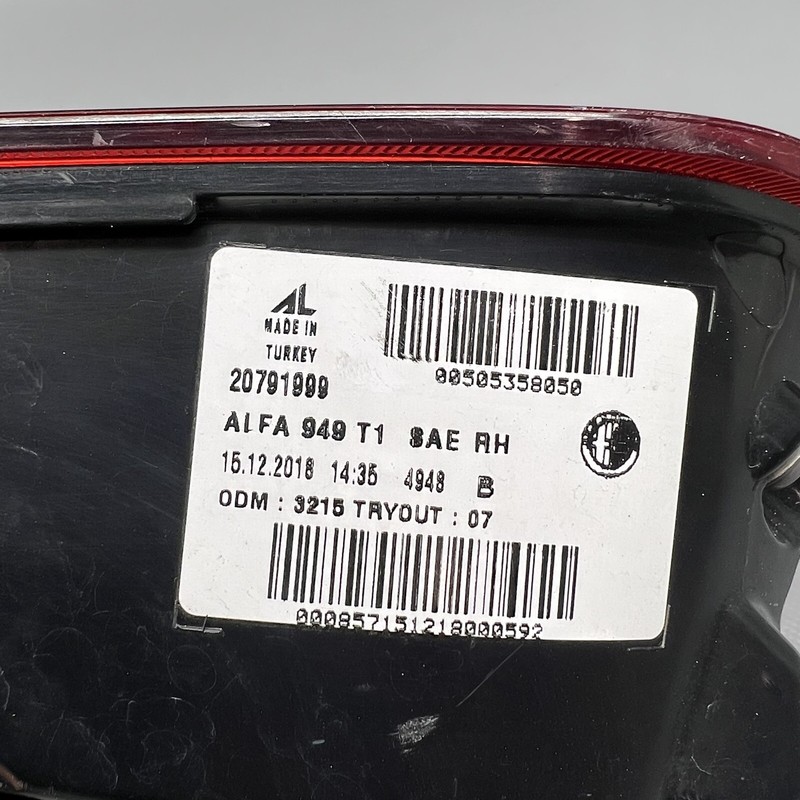 AL
MADE IN
TURKEY
00505358050
20791999
ALFA 949 T1 SAE RH
15.12.2018 14:35 4948 B
ODM : 3215 TRYOUT : 07
000857151218000592